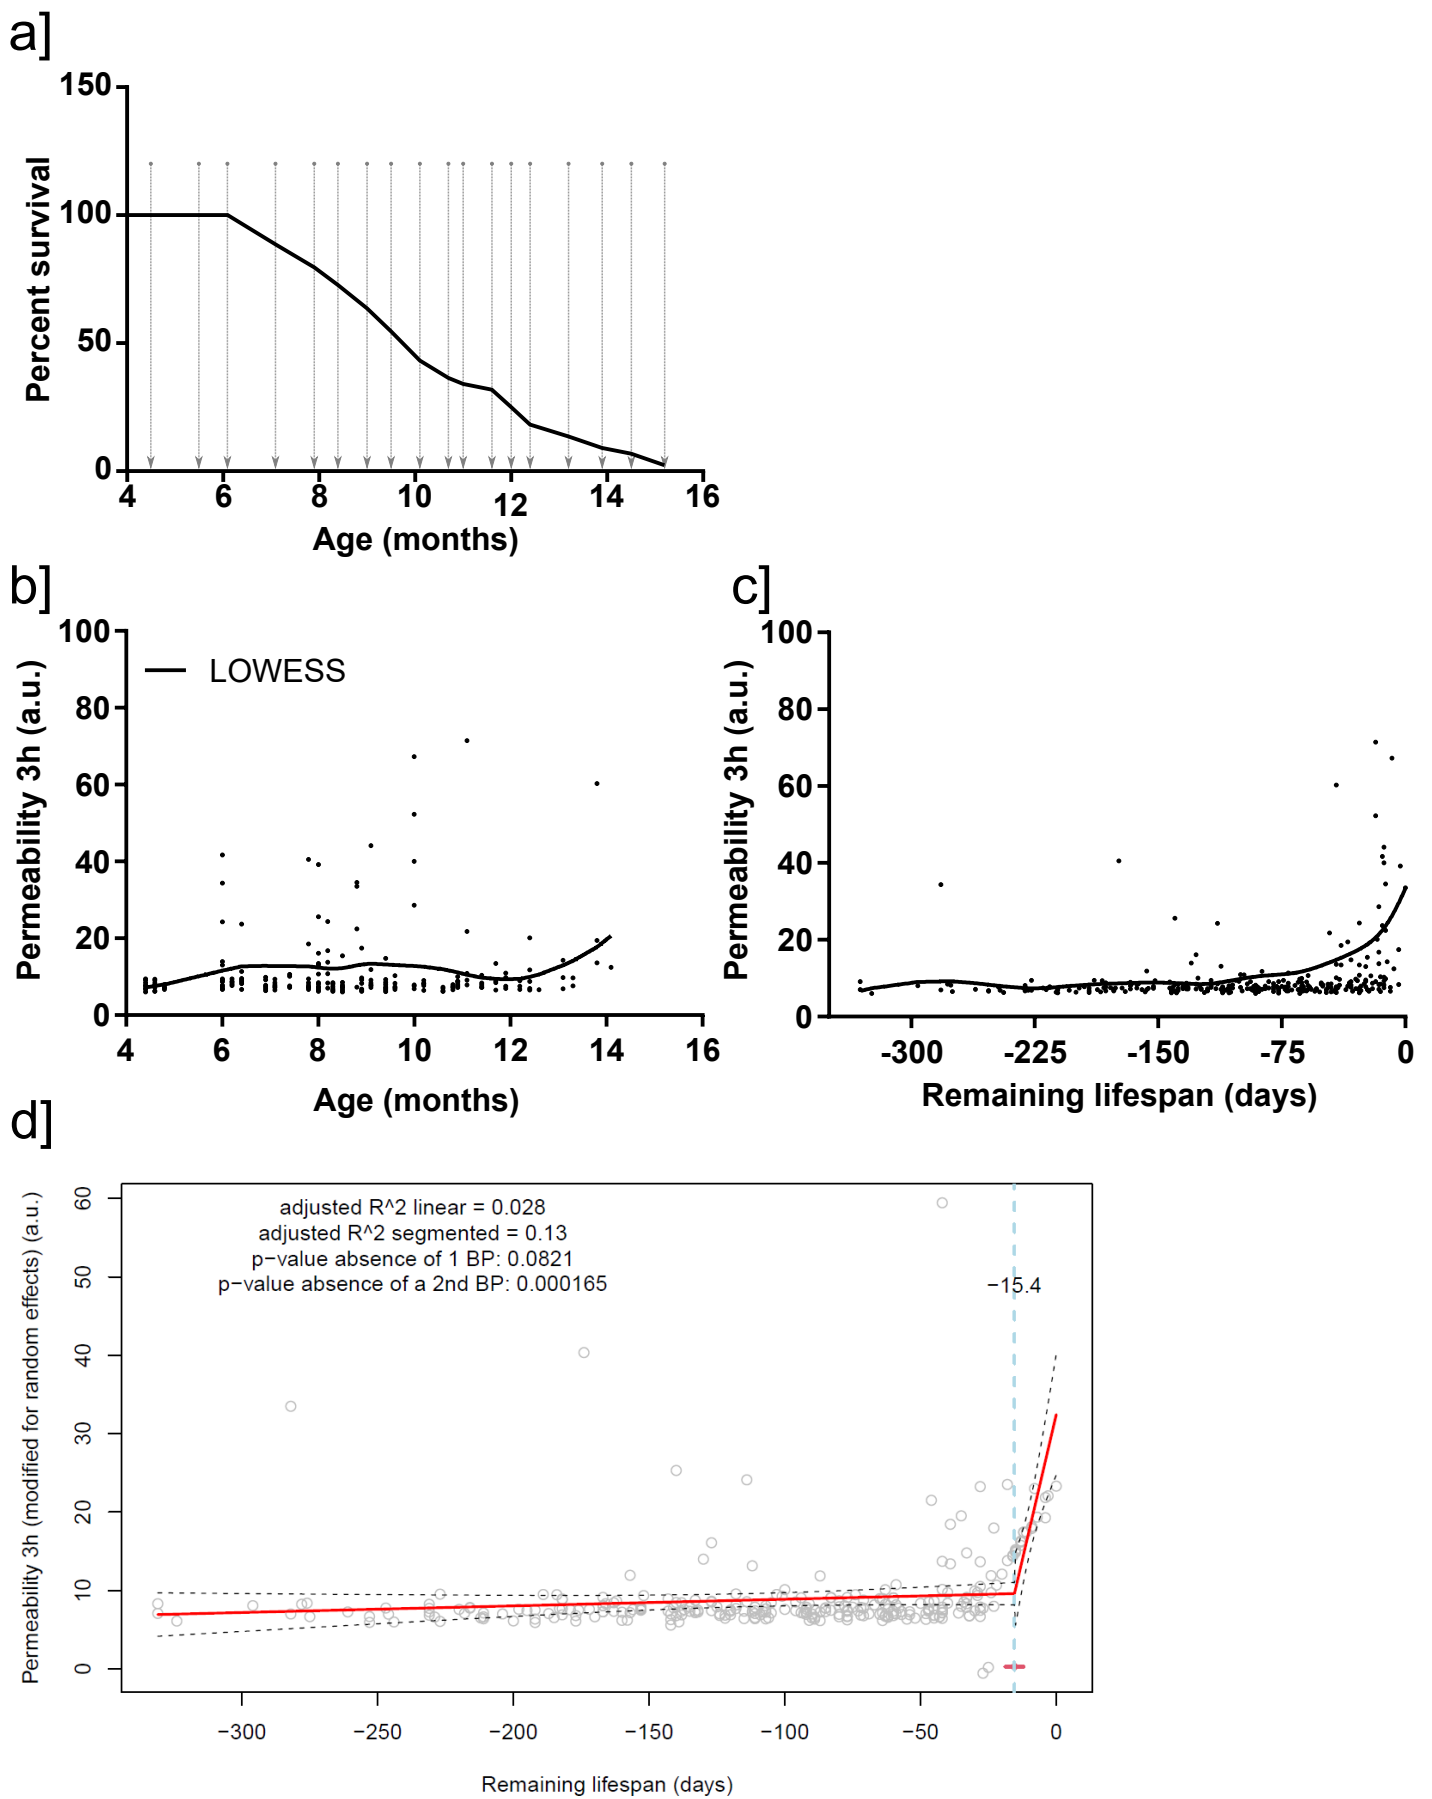 a]
150
100
50
0
Percent survival
4 6 8 10 12 14 16
Age (months)
b]
100
80
60
40
20
0
Permeability 3h (a.u.)
LOWESS
4 6 8 10 12 14 16
Age (months)
c]
100
80
60
40
20
0
Permeability 3h (a.u.)
-300 -225 -150 -75 0
Remaining lifespan (days)
d]
60
50
40
30
20
10
0
Permeability 3h (modified for random effects) (a.u.)
adjusted R^2 linear = 0.028
adjusted R^2 segmented = 0.13
p−value absence of 1 BP: 0.0821
p−value absence of a 2nd BP: 0.000165
−15.4
−300 −250 −200 −150 −100 −50 0
Remaining lifespan (days)